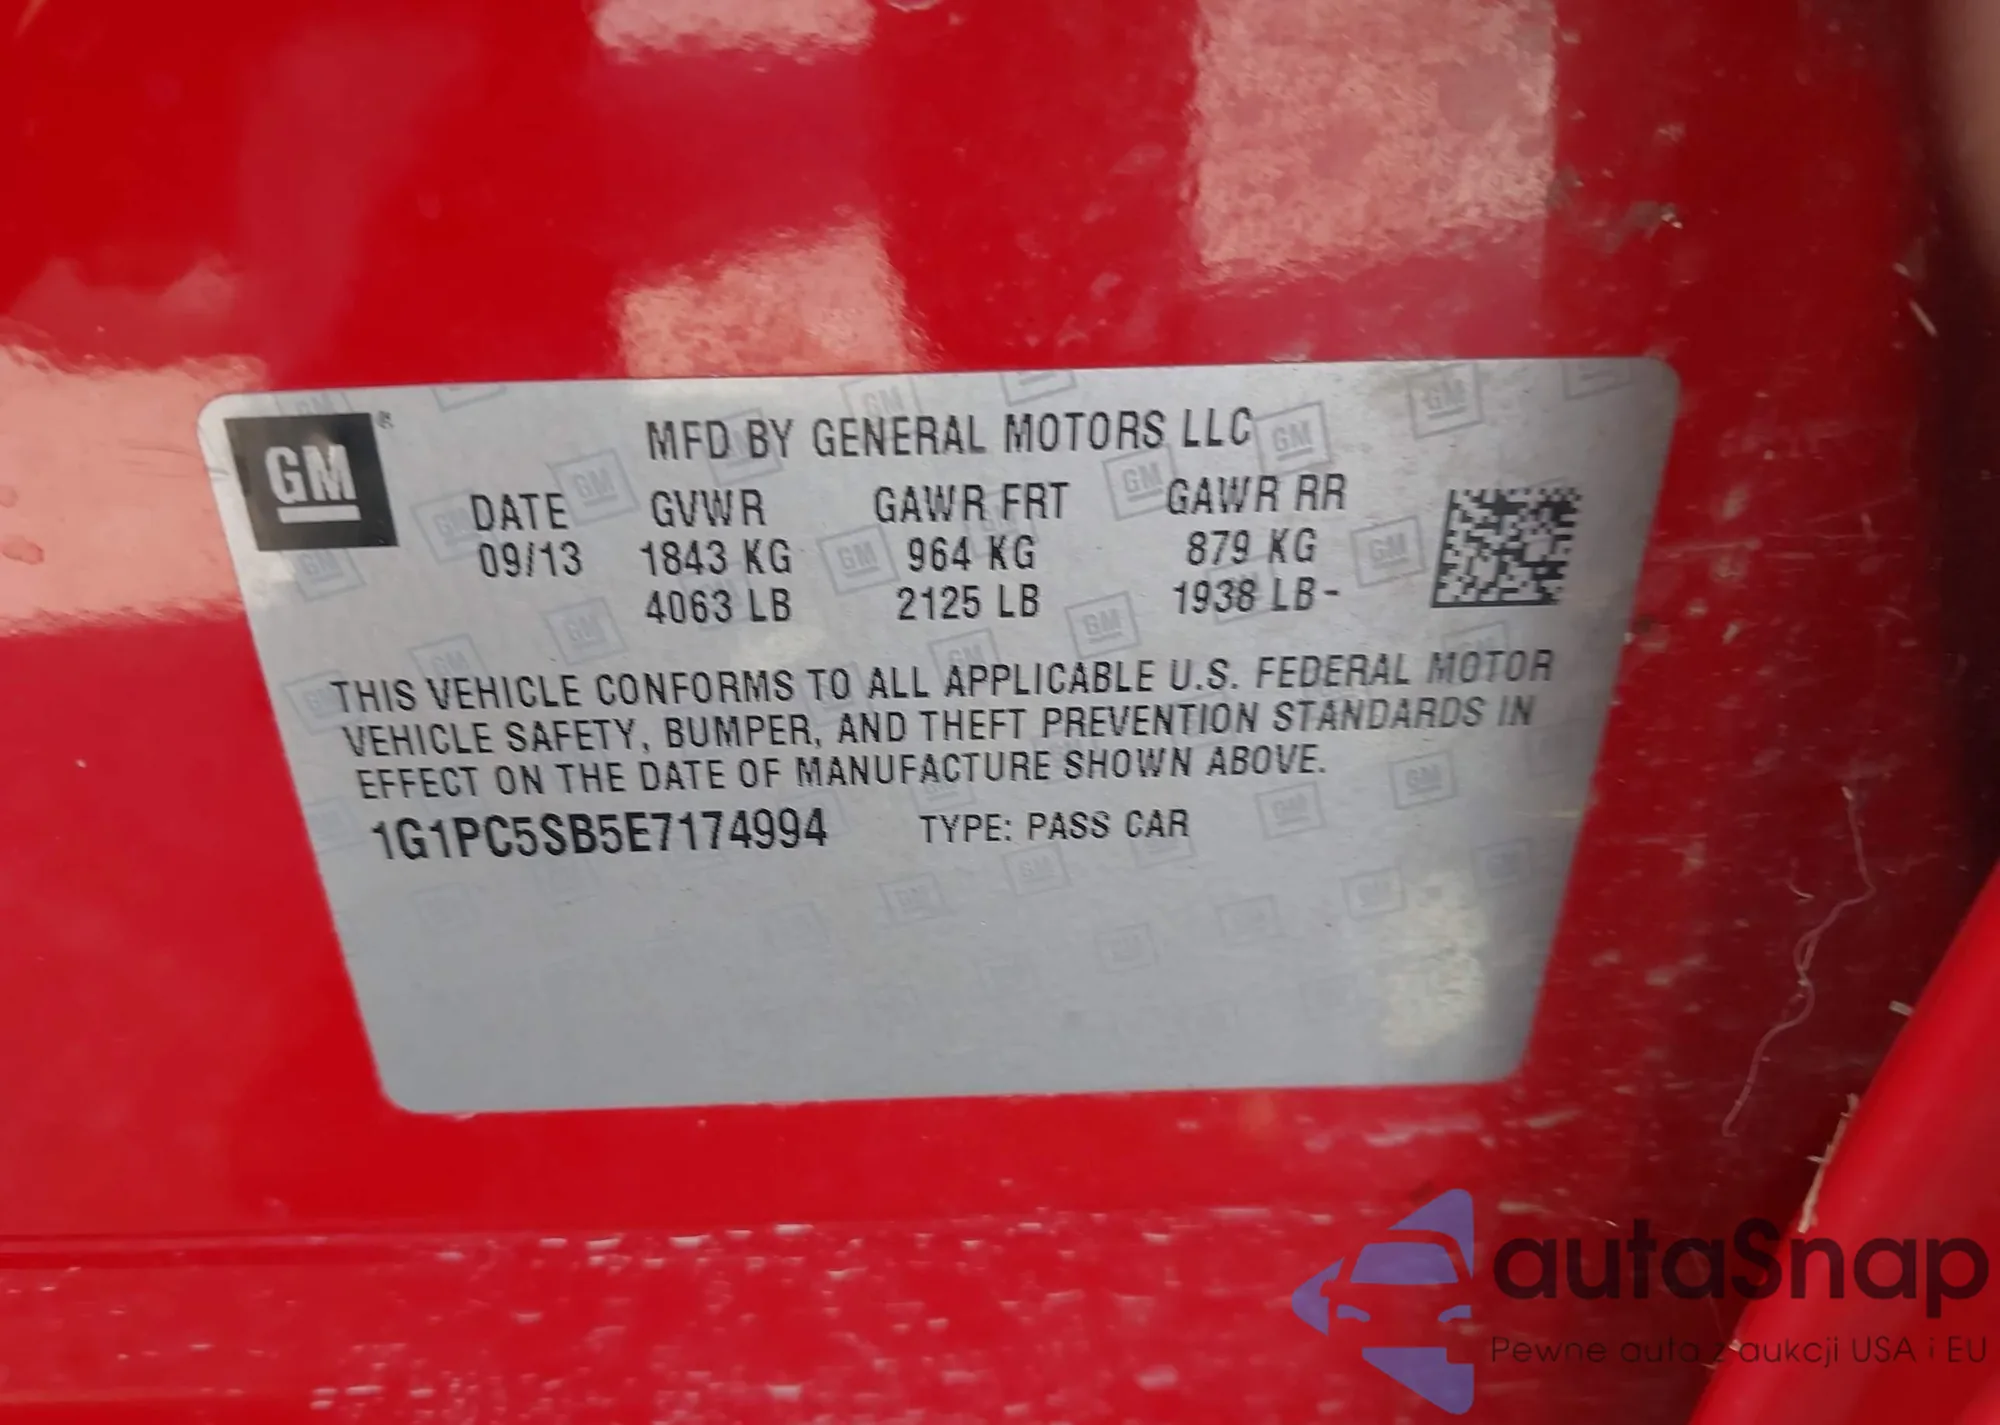 GM ®
MFD BY GENERAL MOTORS LLC
DATE GVWR GAWR FRT GAWR RR
09/13 1843 KG 964 KG 879 KG
4063 LB 2125 LB 1938 LB-
THIS VEHICLE CONFORMS TO ALL APPLICABLE U.S. FEDERAL MOTOR
VEHICLE SAFETY, BUMPER, AND THEFT PREVENTION STANDARDS IN
EFFECT ON THE DATE OF MANUFACTURE SHOWN ABOVE.
1G1PC5SB5E7174994 TYPE: PASS CAR
autaSnap
Pewne auta z aukcji USA i EU